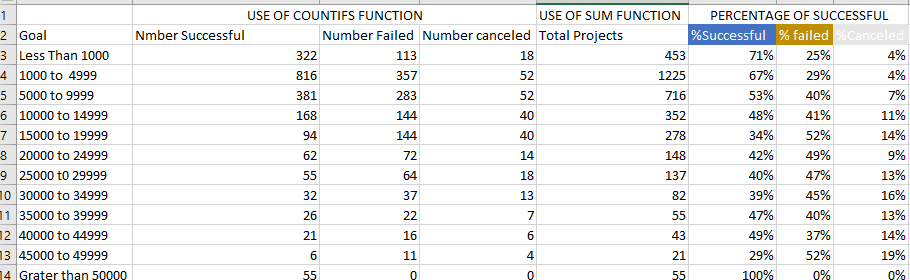 1 USE OF COUNTIFS FUNCTION USE OF SUM FUNCTION PERCENTAGE OF SUCCESSFUL
2 Goal Nmber Successful Number Failed Number canceled Total Projects %Successful % failed %Canceled
3 Less Than 1000 322 113 18 453 71% 25% 4%
4 1000 to 4999 816 357 52 1225 67% 29% 4%
5 5000 to 9999 381 283 52 716 53% 40% 7%
6 10000 to 14999 168 144 40 352 48% 41% 11%
7 15000 to 19999 94 144 40 278 34% 52% 14%
8 20000 to 24999 62 72 14 148 42% 49% 9%
9 25000 t0 29999 55 64 18 137 40% 47% 13%
10 30000 to 34999 32 37 13 82 39% 45% 16%
11 35000 to 39999 26 22 7 55 47% 40% 13%
12 40000 to 44999 21 16 6 43 49% 37% 14%
13 45000 to 49999 6 11 4 21 29% 52% 19%
14 Grater than 50000 55 0 0 55 100% 0% 0%